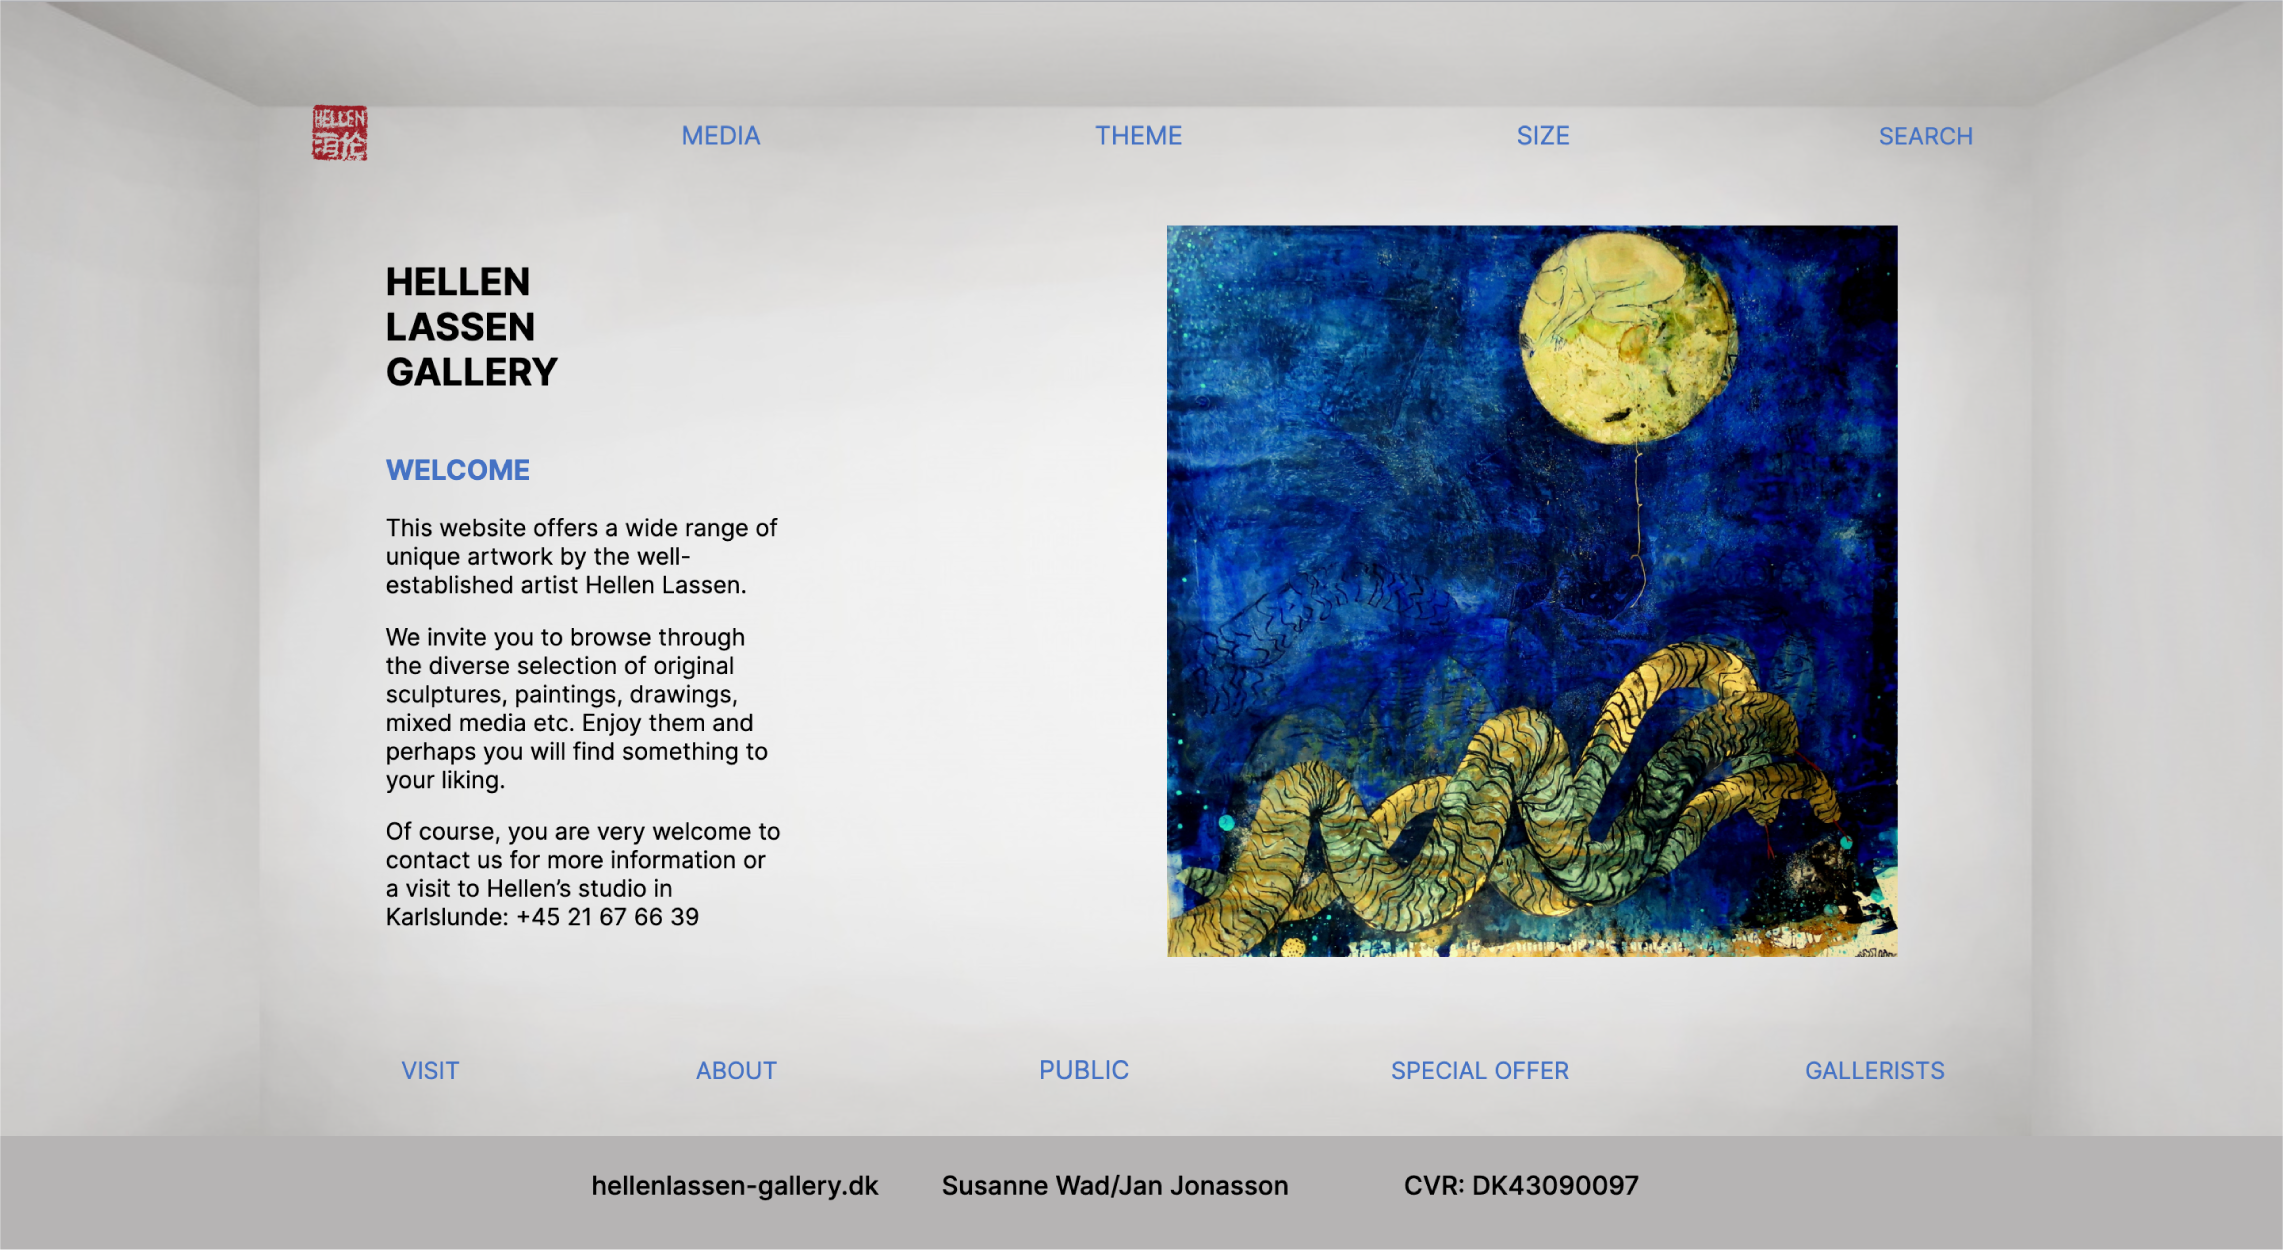 HELLEN
海伦
MEDIA
THEME
SIZE
SEARCH
HELLEN
LASSEN
GALLERY
WELCOME
This website offers a wide range of
unique artwork by the well-
established artist Hellen Lassen.
We invite you to browse through
the diverse selection of original
sculptures, paintings, drawings,
mixed media etc. Enjoy them and
perhaps you will find something to
your liking.
Of course, you are very welcome to
contact us for more information or
a visit to Hellen’s studio in
Karlslunde: +45 21 67 66 39
VISIT
ABOUT
PUBLIC
SPECIAL OFFER
GALLERISTS
hellenlassen-gallery.dk
Susanne Wad/Jan Jonasson
CVR: DK43090097